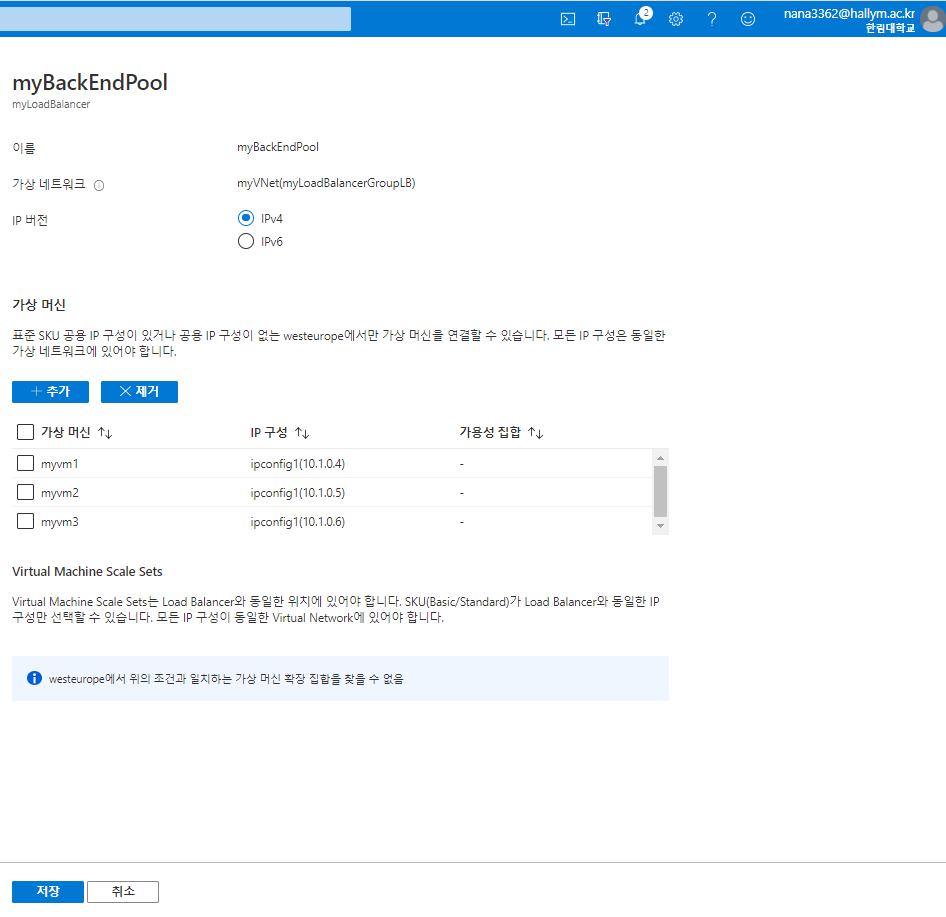 2
nana3362@hallym.ac.kr
한림대학교
myBackEndPool
myLoadBalancer
이름 myBackEndPool
가상 네트워크 myVNet(myLoadBalancerGroupLB)
IP 버전 IPv4
IPv6
가상 머신
표준 SKU 공용 IP 구성이 있거나 공용 IP 구성이 없는 westeurope에서만 가상 머신을 연결할 수 있습니다. 모든 IP 구성은 동일한
가상 네트워크에 있어야 합니다.
+ 추가 × 제거
가상 머신 ↑↓ IP 구성 ↑↓ 가용성 집합 ↑↓
myvm1 ipconfig1(10.1.0.4) -
myvm2 ipconfig1(10.1.0.5) -
myvm3 ipconfig1(10.1.0.6) -
Virtual Machine Scale Sets
Virtual Machine Scale Sets는 Load Balancer와 동일한 위치에 있어야 합니다. SKU(Basic/Standard)가 Load Balancer와 동일한 IP
구성만 선택할 수 있습니다. 모든 IP 구성이 동일한 Virtual Network에 있어야 합니다.
westeurope에서 위의 조건과 일치하는 가상 머신 확장 집합을 찾을 수 없음
저장 취소